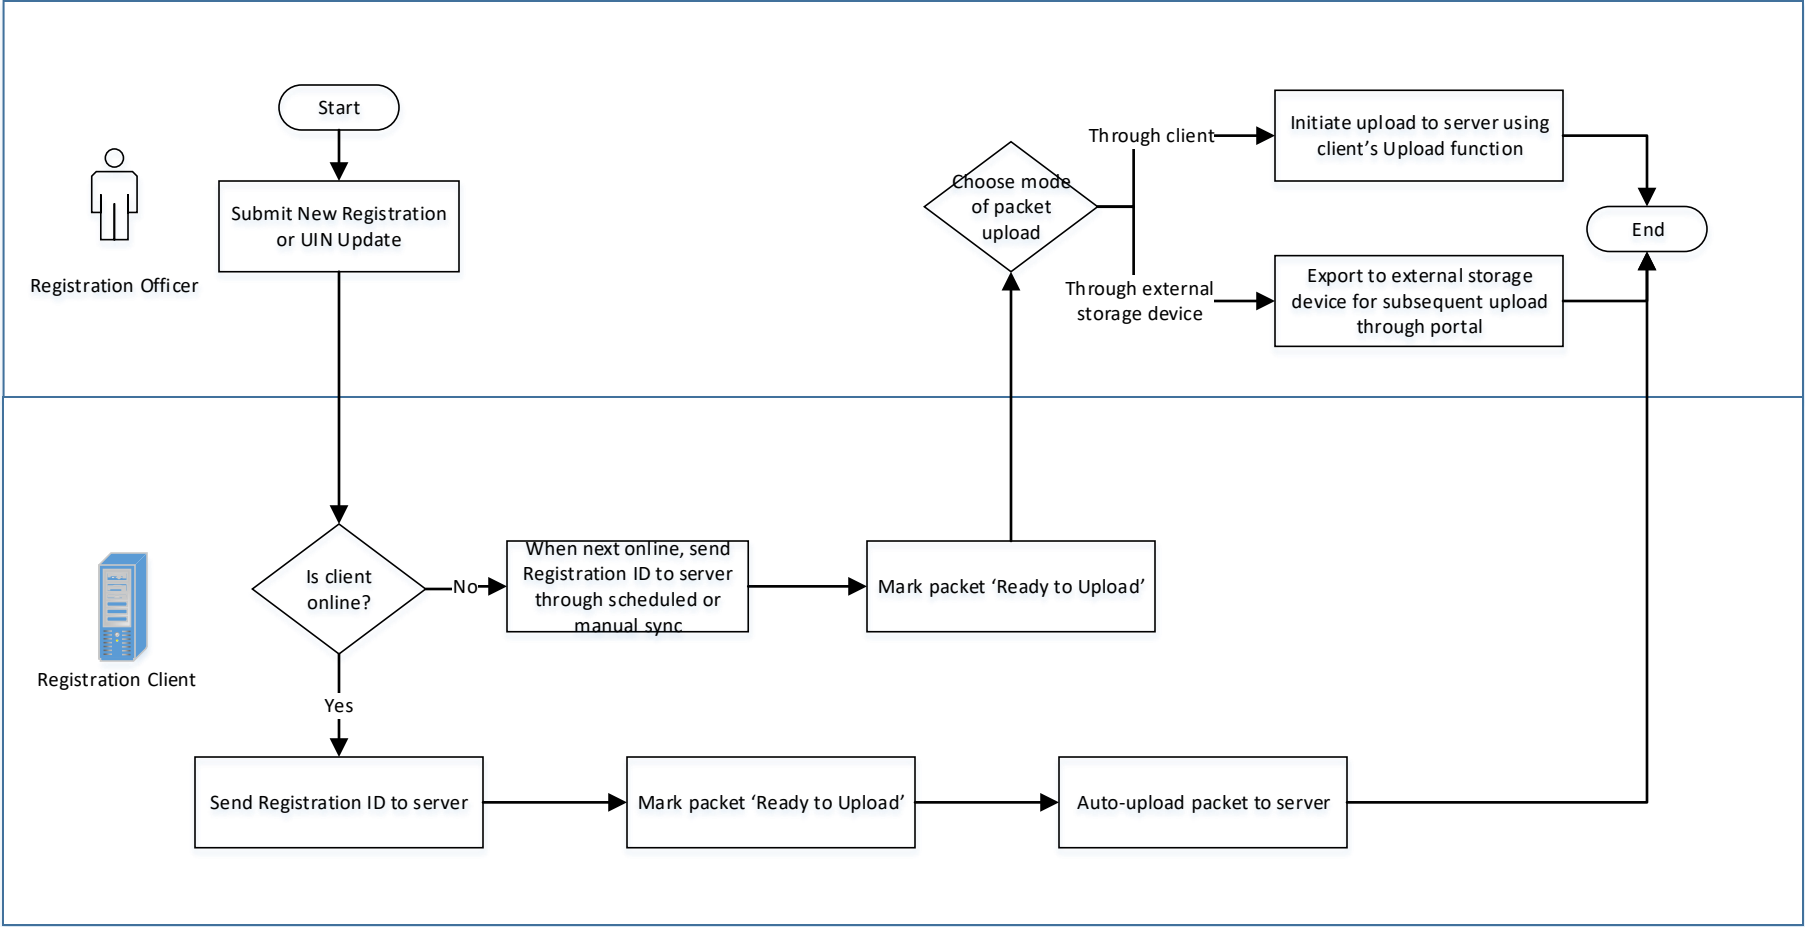 Start
Submit New Registration
or UIN Update
Registration Officer
Choose mode
of packet
upload
Through client
Initiate upload to server using
client’s Upload function
End
Through external
storage device
Export to external storage
device for subsequent upload
through portal
Is client
online?
No
When next online, send
Registration ID to server
through scheduled or
manual sync
Mark packet ‘Ready to Upload’
Registration Client
Yes
Send Registration ID to server
Mark packet ‘Ready to Upload’
Auto-upload packet to server